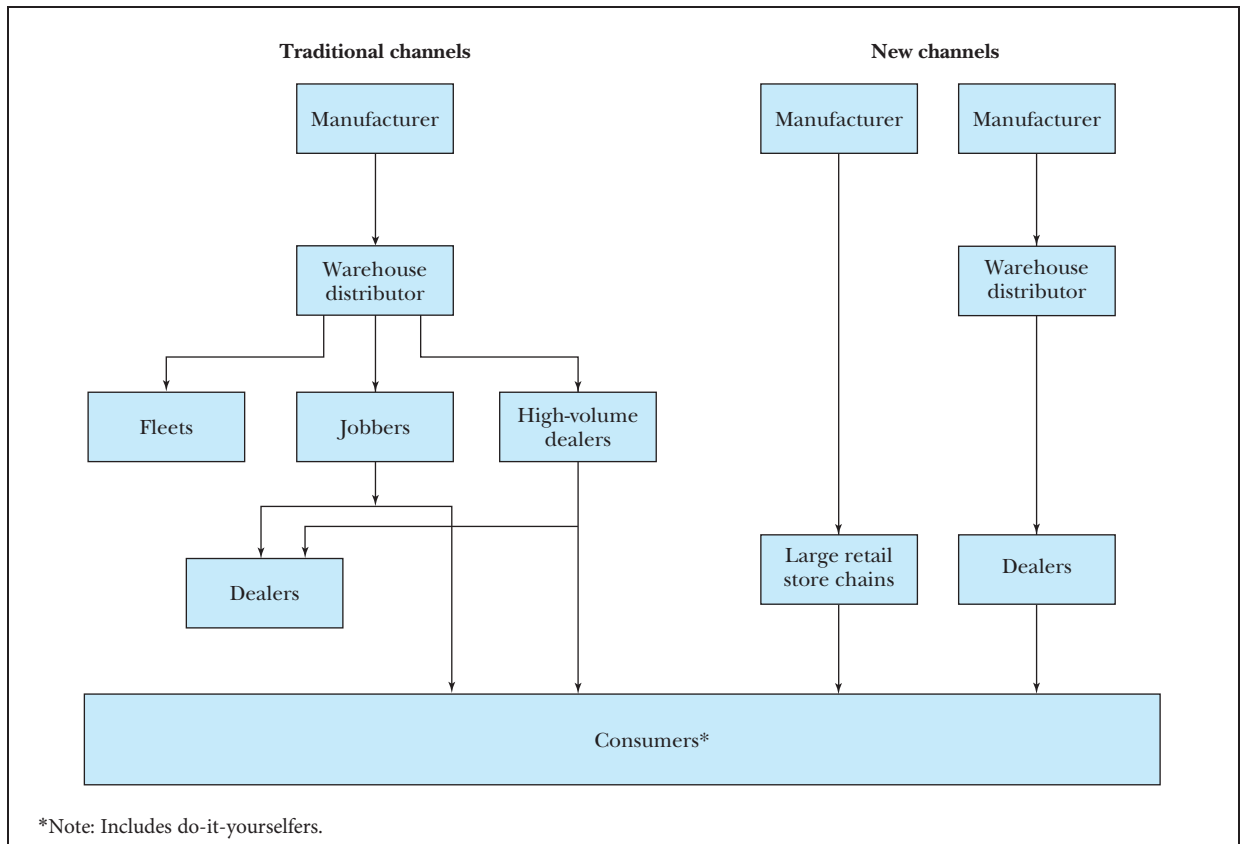 Traditional channels
New channels
Manufacturer
Manufacturer
Manufacturer
Warehouse
distributor
Warehouse
distributor
Fleets
Jobbers
High-volume
dealers
Large retail
store chains
Dealers
Dealers
Consumers*
*Note: Includes do-it-yourselfers.